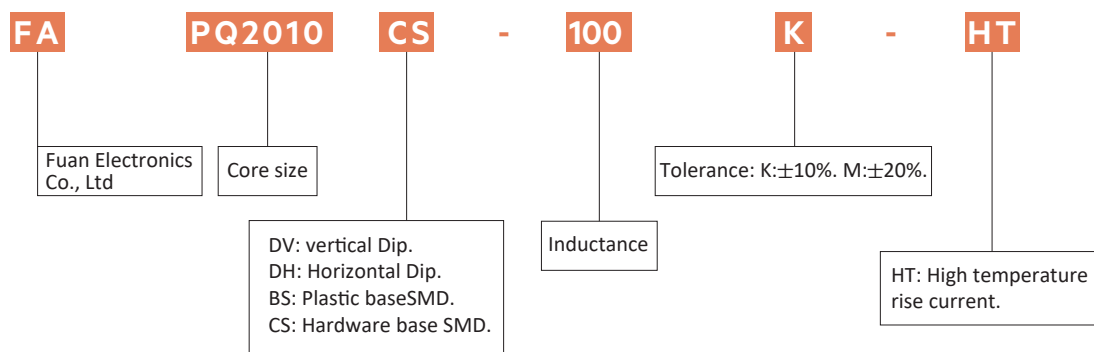 FA PQ2010 CS - 100 K - HT
Fuan Electronics
Co., Ltd
Core size
DV: vertical Dip.
DH: Horizontal Dip.
BS: Plastic baseSMD.
CS: Hardware base SMD.
Inductance
Tolerance: K:±10%. M:±20%.
HT: High temperature
rise current.